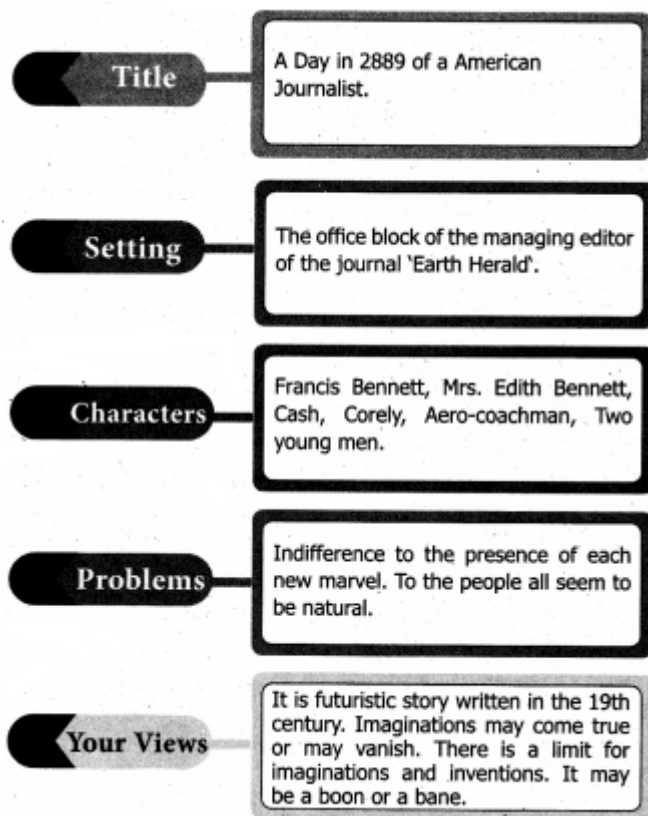 Title
A Day in 2889 of a American
Journalist.
Setting
The office block of the managing editor
of the journal ‘Earth Herald‘.
Characters
Francis Bennett, Mrs. Edith Bennett,
Cash, Corely, Aero-coachman, Two
young men.
Problems
Indifference to the presence of each
new marvel. To the people all seem to
be natural.
Your Views
It is futuristic story written in the 19th
century. Imaginations may come true
or may vanish. There is a limit for
imaginations and inventions. It may
be a boon or a bane.